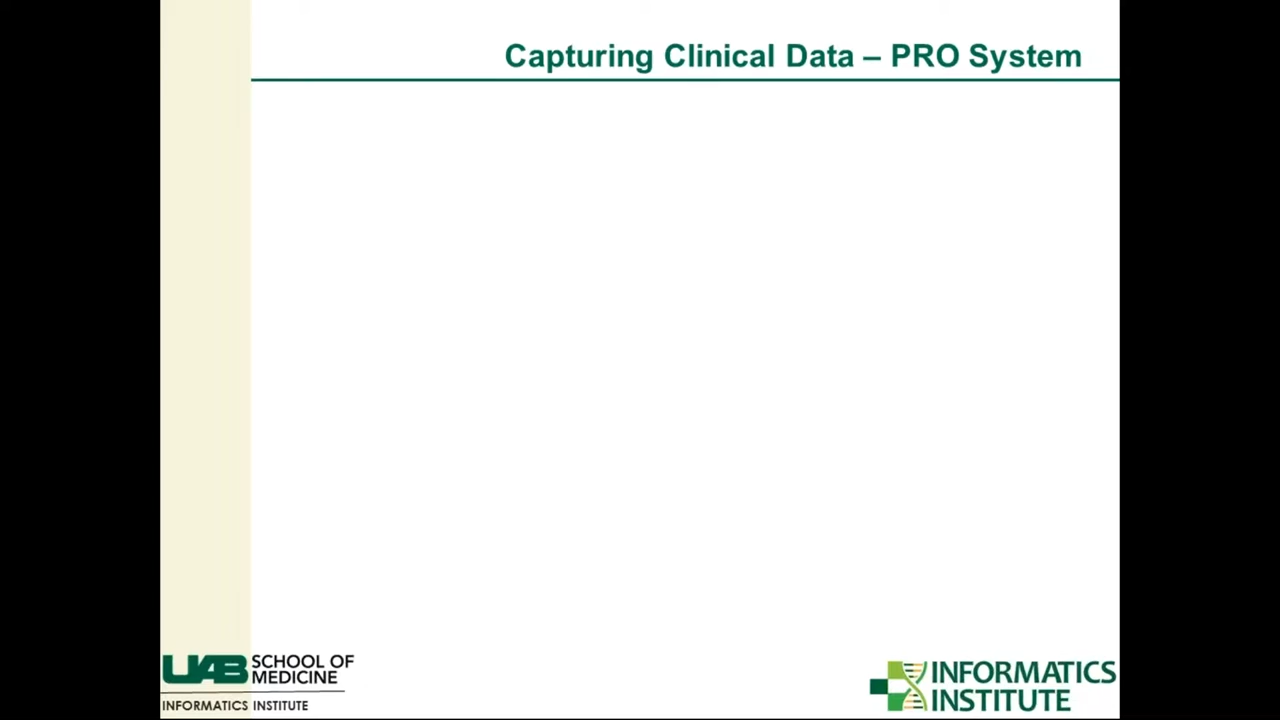 Capturing Clinical Data – PRO System
UAB SCHOOL OF
MEDICINE
INFORMATICS INSTITUTE
INFORMATICS
INSTITUTE